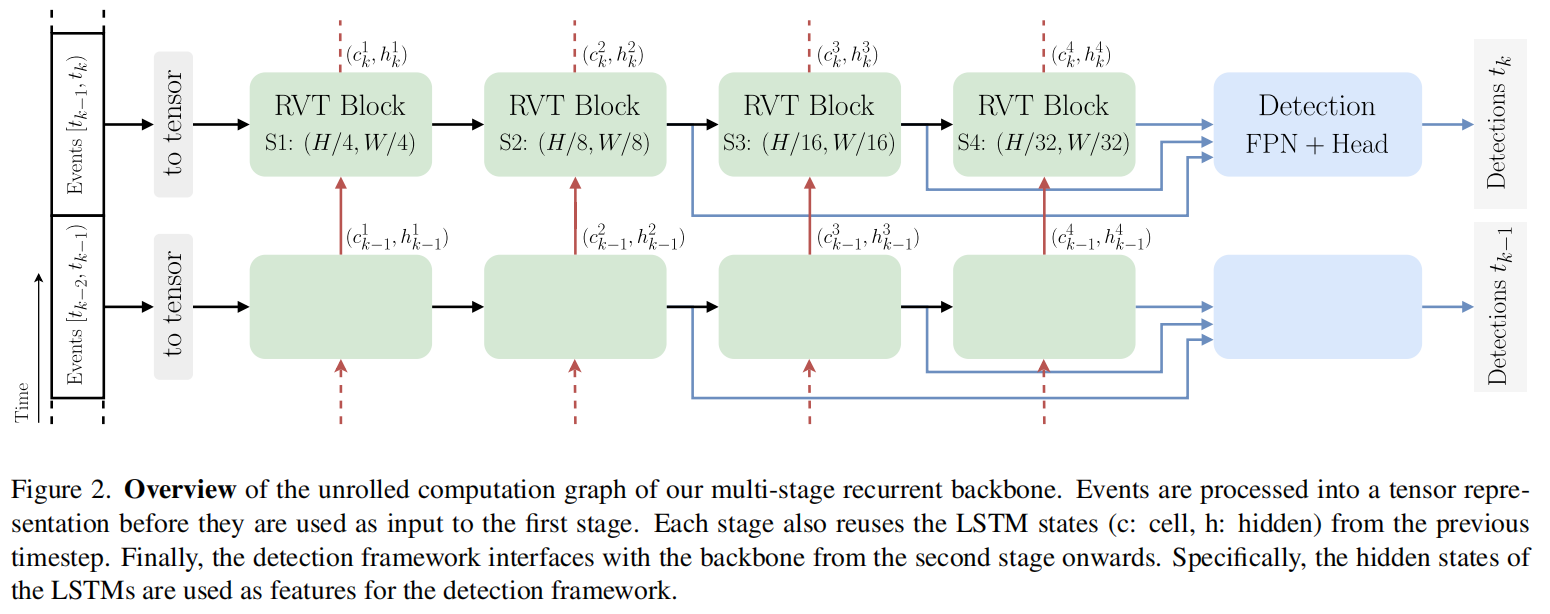 Events [t_{k-1}, t_k)
to tensor
RVT Block
S1: (H/4, W/4)
(c_k^1, h_k^1)
RVT Block
S2: (H/8, W/8)
(c_k^2, h_k^2)
RVT Block
S3: (H/16, W/16)
(c_k^3, h_k^3)
RVT Block
S4: (H/32, W/32)
(c_k^4, h_k^4)
Detection
FPN + Head
Detections t_k
(c_{k-1}^1, h_{k-1}^1)
(c_{k-1}^2, h_{k-1}^2)
(c_{k-1}^3, h_{k-1}^3)
(c_{k-1}^4, h_{k-1}^4)
Time
Events [t_{k-2}, t_{k-1})
to tensor
Detections t_{k-1}
Figure 2. Overview of the unrolled computation graph of our multi-stage recurrent backbone. Events are processed into a tensor repre-
sentation before they are used as input to the first stage. Each stage also reuses the LSTM states (c: cell, h: hidden) from the previous
timestep. Finally, the detection framework interfaces with the backbone from the second stage onwards. Specifically, the hidden states of
the LSTMs are used as features for the detection framework.